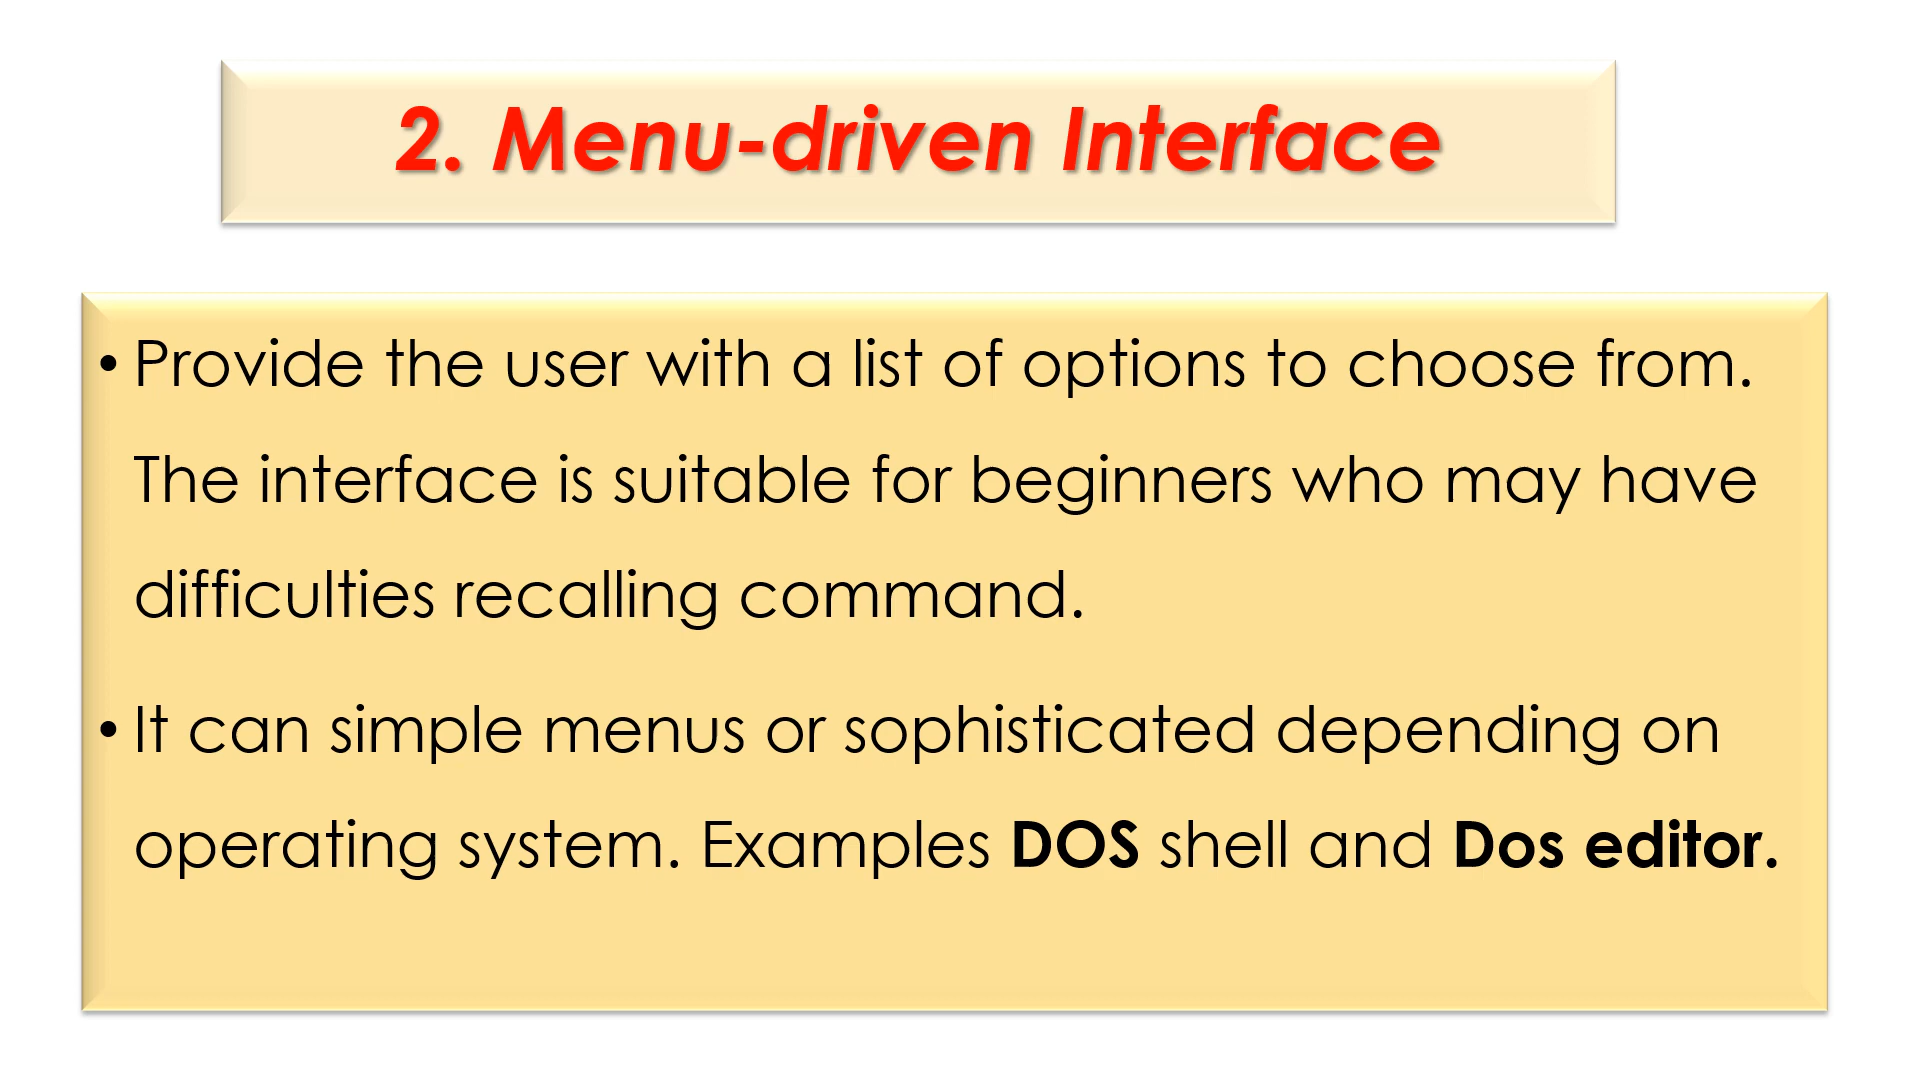 2. Menu-driven Interface
• Provide the user with a list of options to choose from.
The interface is suitable for beginners who may have
difficulties recalling command.
• It can simple menus or sophisticated depending on
operating system. Examples DOS shell and Dos editor.